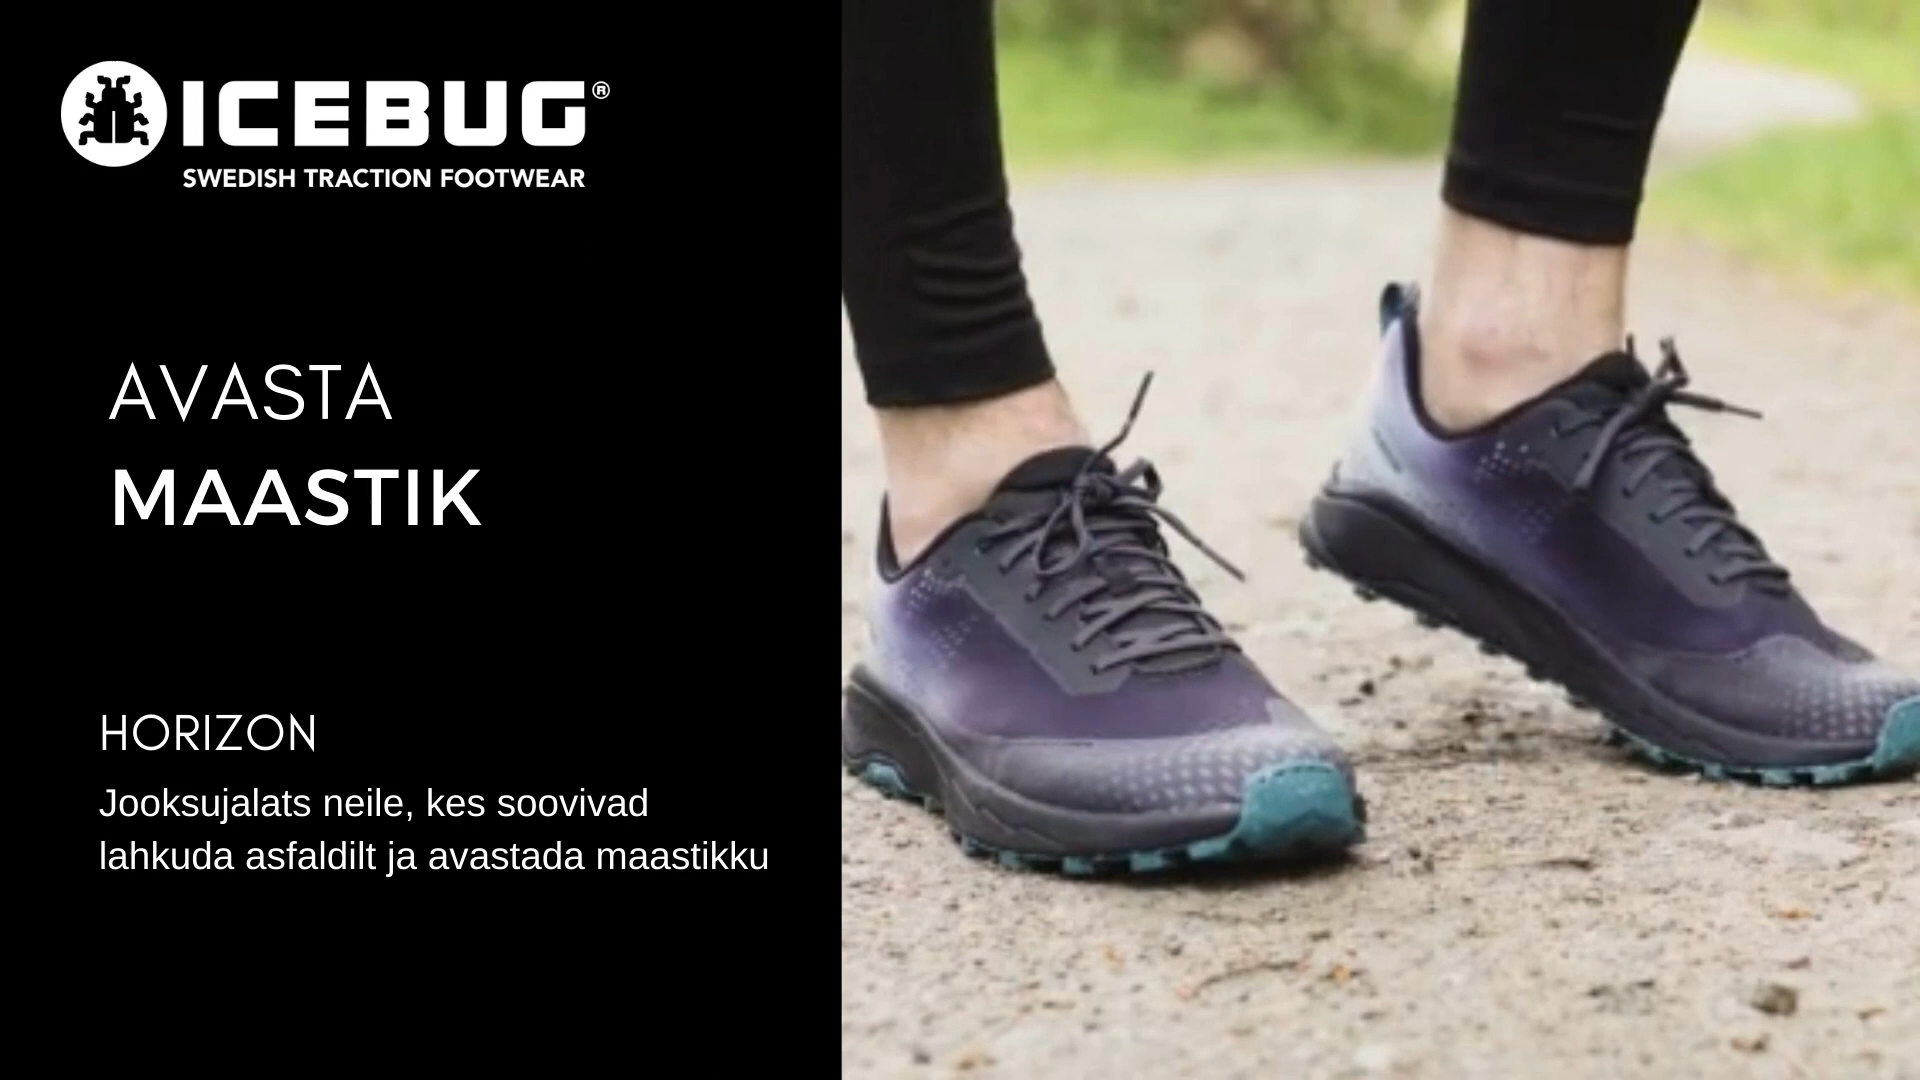 ICEBUG®
SWEDISH TRACTION FOOTWEAR
AVASTA
MAASTIK
HORIZON
Jooksujalats neile, kes soovivad
lahkuda asfaldilt ja avastada maastikku